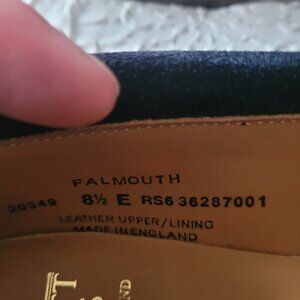 FALMOUTH
20349 8½ E RS6 36287001
LEATHER UPPER/LINING
MADE IN ENGLAND